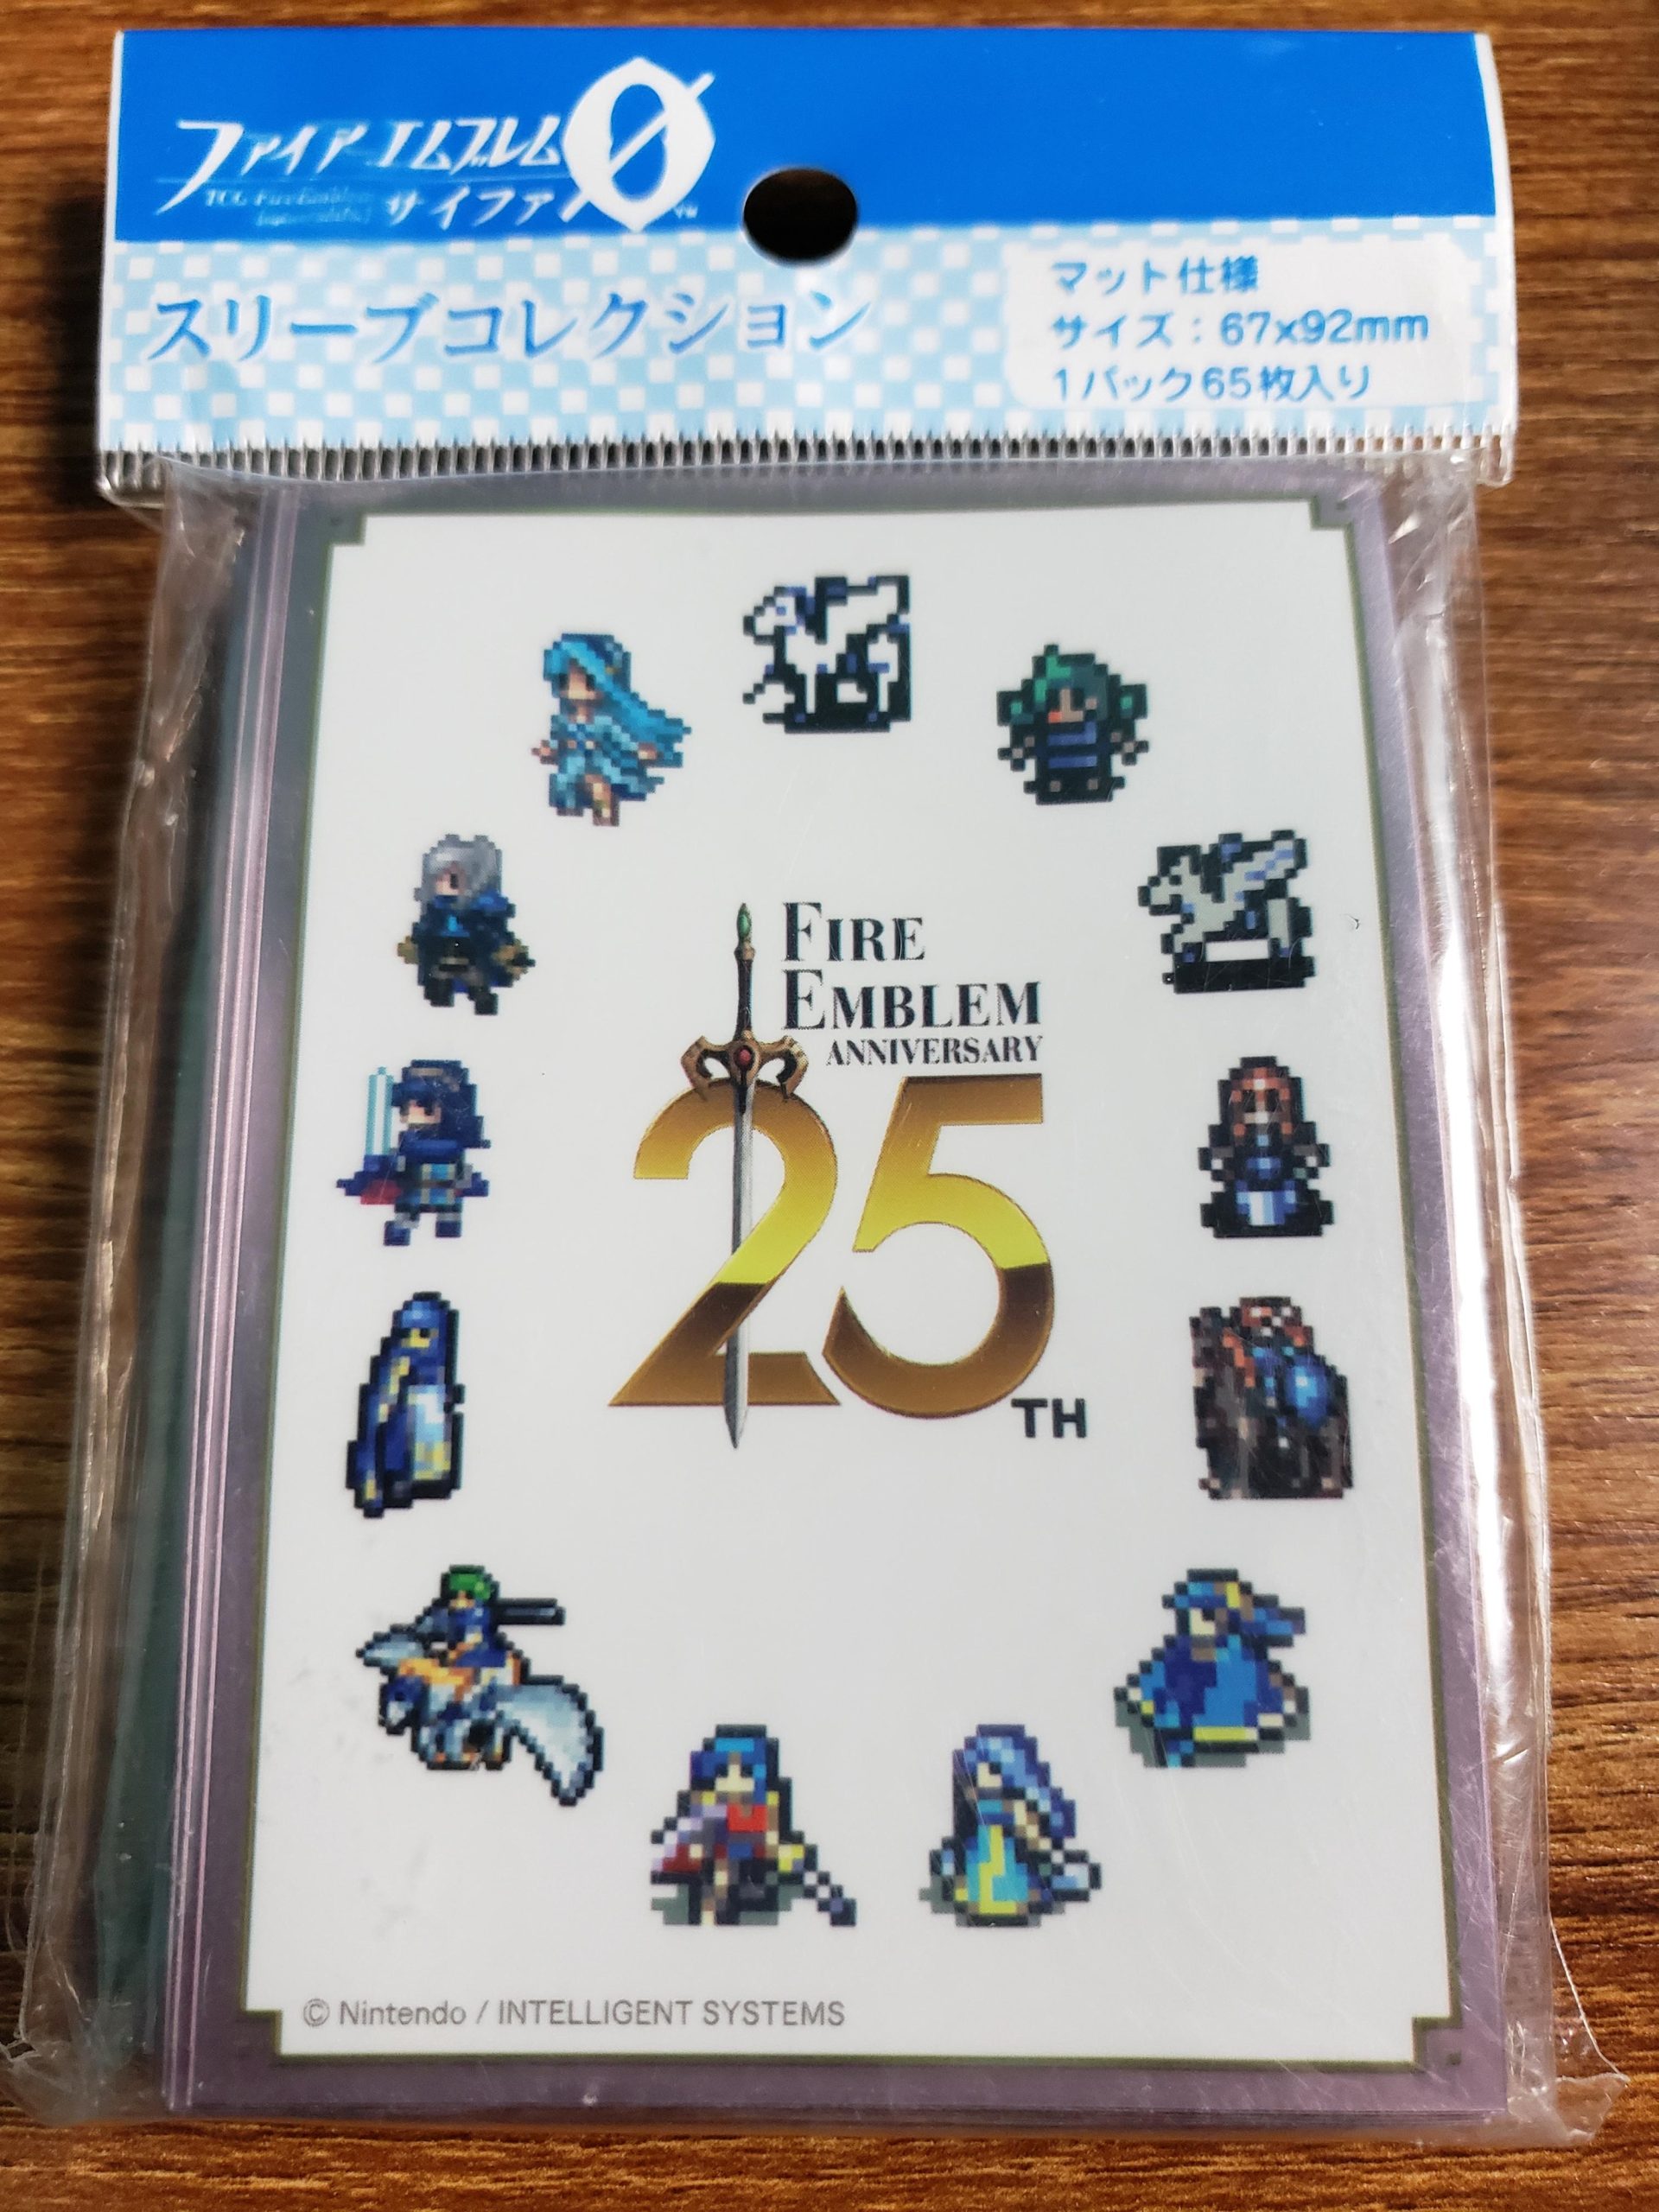 ファイアーエムブレム0
サイファ
スリーブコレクション
マット仕様
サイズ：67x92mm
1パック65枚入り
FIRE
EMBLEM
ANNIVERSARY
25
TH
© Nintendo / INTELLIGENT SYSTEMS